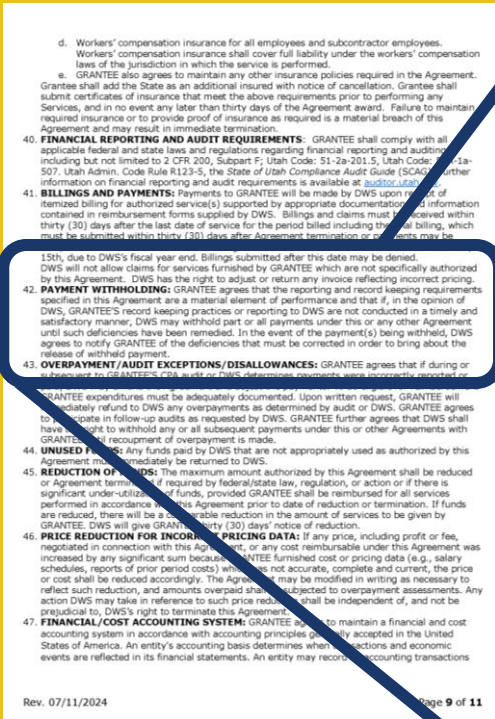 d. Workers' compensation insurance for all employees and subcontractor employees.
Workers' compensation insurance shall cover full liability under the workers' compensation
laws of the jurisdiction in which the service is performed.
e. GRANTEE also agrees to maintain any other insurance policies required in the Agreement.
Grantee shall add the State as an additional insured with notice of cancellation. Grantee shall
submit certificates of insurance that meet the above requirements prior to performing any
Services, and in no event any later than thirty days of the Agreement award. Failure to maintain
required insurance or to provide proof of insurance as required is a material breach of this
Agreement and may result in immediate termination.
40. FINANCIAL REPORTING AND AUDIT REQUIREMENTS: GRANTEE shall comply with all
applicable federal and state laws and regulations regarding financial reporting and auditing
including but not limited to 2 CFR 200, Subpart F; Utah Code: 51-2a-201.5, Utah Code: 1a-
507. Utah Admin. Code Rule R123-5, the State of Utah Compliance Audit Guide (SCAG). Further
information on financial reporting and audit requirements is available at auditor.utah.
41. BILLINGS AND PAYMENTS: Payments to GRANTEE will be made by DWS upon of
itemized billing for authorized service(s) supported by appropriate documentation information
contained in reimbursement forms supplied by DWS. Billings and claims must received within
thirty (30) days after the last date of service for the period billed including the billing, which
must be submitted within thirty (30) days after Agreement termination or payments may be
15th, due to DWS's fiscal year end. Billings submitted after this date may be denied.
DWS will not allow claims for services furnished by GRANTEE which are not specifically authorized
by this Agreement. DWS has the right to adjust or return any invoice reflecting incorrect pricing.
42. PAYMENT WITHHOLDING: GRANTEE agrees that the reporting and record keeping requirements
specified in this Agreement are a material element of performance and that if, in the opinion of
DWS, GRANTEE'S record keeping practices or reporting to DWS are not conducted in a timely and
satisfactory manner, DWS may withhold part or all payments under this or any other Agreement
until such deficiencies have been remedied. In the event of the payment(s) being withheld, DWS
agrees to notify GRANTEE of the deficiencies that must be corrected in order to bring about the
release of withheld payment.
43. OVERPAYMENT/AUDIT EXCEPTIONS/DISALLOWANCES: GRANTEE agrees that if during or
subsequent to GRANTEE'S CPA audit or DWS determines payments were incorrectly reported or
GRANTEE expenditures must be adequately documented. Upon written request, GRANTEE will
immediately refund to DWS any overpayments as determined by audit or DWS. GRANTEE agrees
to participate in follow-up audits as requested by DWS. GRANTEE further agrees that DWS shall
have right to withhold any or all subsequent payments under this or other Agreements with
GRANTEE until recoupment of overpayment is made.
44. UNUSED FUNDS: Any funds paid by DWS that are not appropriately used as authorized by this
Agreement must immediately be returned to DWS.
45. REDUCTION OF FUNDS: The maximum amount authorized by this Agreement shall be reduced
or Agreement terminated if required by federal/state law, regulation, or action or if there is
significant under-utilization of funds, provided GRANTEE shall be reimbursed for all services
performed in accordance with this Agreement prior to date of reduction or termination. If funds
are reduced, there will be a comparable reduction in the amount of services to be given by
GRANTEE. DWS will give GRANTEE thirty (30) days' notice of reduction.
46. PRICE REDUCTION FOR INCORRECT PRICING DATA: If any price, including profit or fee,
negotiated in connection with this Agreement, or any cost reimbursable under this Agreement was
increased by any significant sum because GRANTEE furnished cost or pricing data (e.g., salary
schedules, reports of prior period costs) was not accurate, complete and current, the price
or cost shall be reduced accordingly. The Agreement may be modified in writing as necessary to
reflect such reduction, and amounts overpaid shall subjected to overpayment assessments. Any
action DWS may take in reference to such price reduction shall be independent of, and not be
prejudicial to, DWS's right to terminate this Agreement.
47. FINANCIAL/COST ACCOUNTING SYSTEM: GRANTEE agrees to maintain a financial and cost
accounting system in accordance with accounting principles generally accepted in the United
States of America. An entity's accounting basis determines when transactions and economic
events are reflected in its financial statements. An entity may record accounting transactions
Rev. 07/11/2024
Page 9 of 11